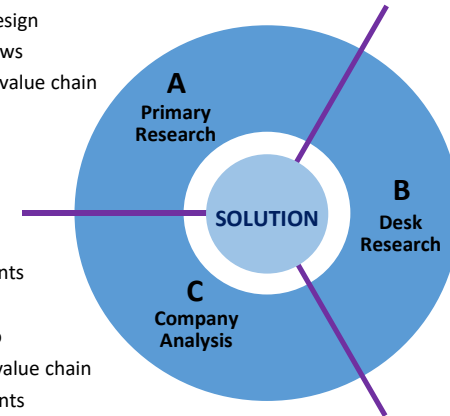 esign
ws
value chain
A
Primary
Research
B
Desk
Research
SOLUTION
nts
C
Company
Analysis
value chain
nts